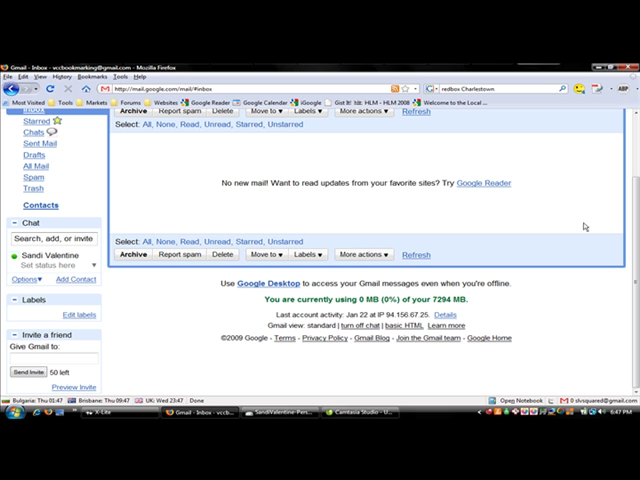 Gmail - Inbox - vccbookmarking@gmail.com - Mozilla Firefox
File Edit View History Bookmarks Tools Help
http://mail.google.com/mail/#inbox
redbox Charlestown
ABP
Most Visited Tools Markets Forums Websites Google Reader Google Calendar iGoogle Gist It! Idt. HLM - HLM 2008 Welcome to the Local ...
Inbox
Starred
Chats
Sent Mail
Drafts
All Mail
Spam
Trash
Contacts
Chat
Search, add, or invite
Sandi Valentine
Set status here
Options Add Contact
Labels
Edit labels
Invite a friend
Give Gmail to:
Send Invite 50 left
Preview Invite
Archive Report spam Delete Move to Labels More actions Refresh
Select: All, None, Read, Unread, Starred, Unstarred
No new mail! Want to read updates from your favorite sites? Try Google Reader
Select: All, None, Read, Unread, Starred, Unstarred
Archive Report spam Delete Move to Labels More actions Refresh
Use Google Desktop to access your Gmail messages even when you're offline.
You are currently using 0 MB (0%) of your 7294 MB.
Last account activity: Jan 22 at IP 94.156.67.25. Details
Gmail view: standard | turn off chat | basic HTML Learn more
©2009 Google - Terms - Privacy Policy - Gmail Blog - Join the Gmail team - Google Home
Bulgaria: Thu 01:47 Brisbane: Thu 09:47 UK: Wed 23:47 Done
Open Notebook 0 slvsquared@gmail.com
X-Lite Gmail - Inbox - vccb... SandiValentine-Per... Camtasia Studio - U...
6:47 PM